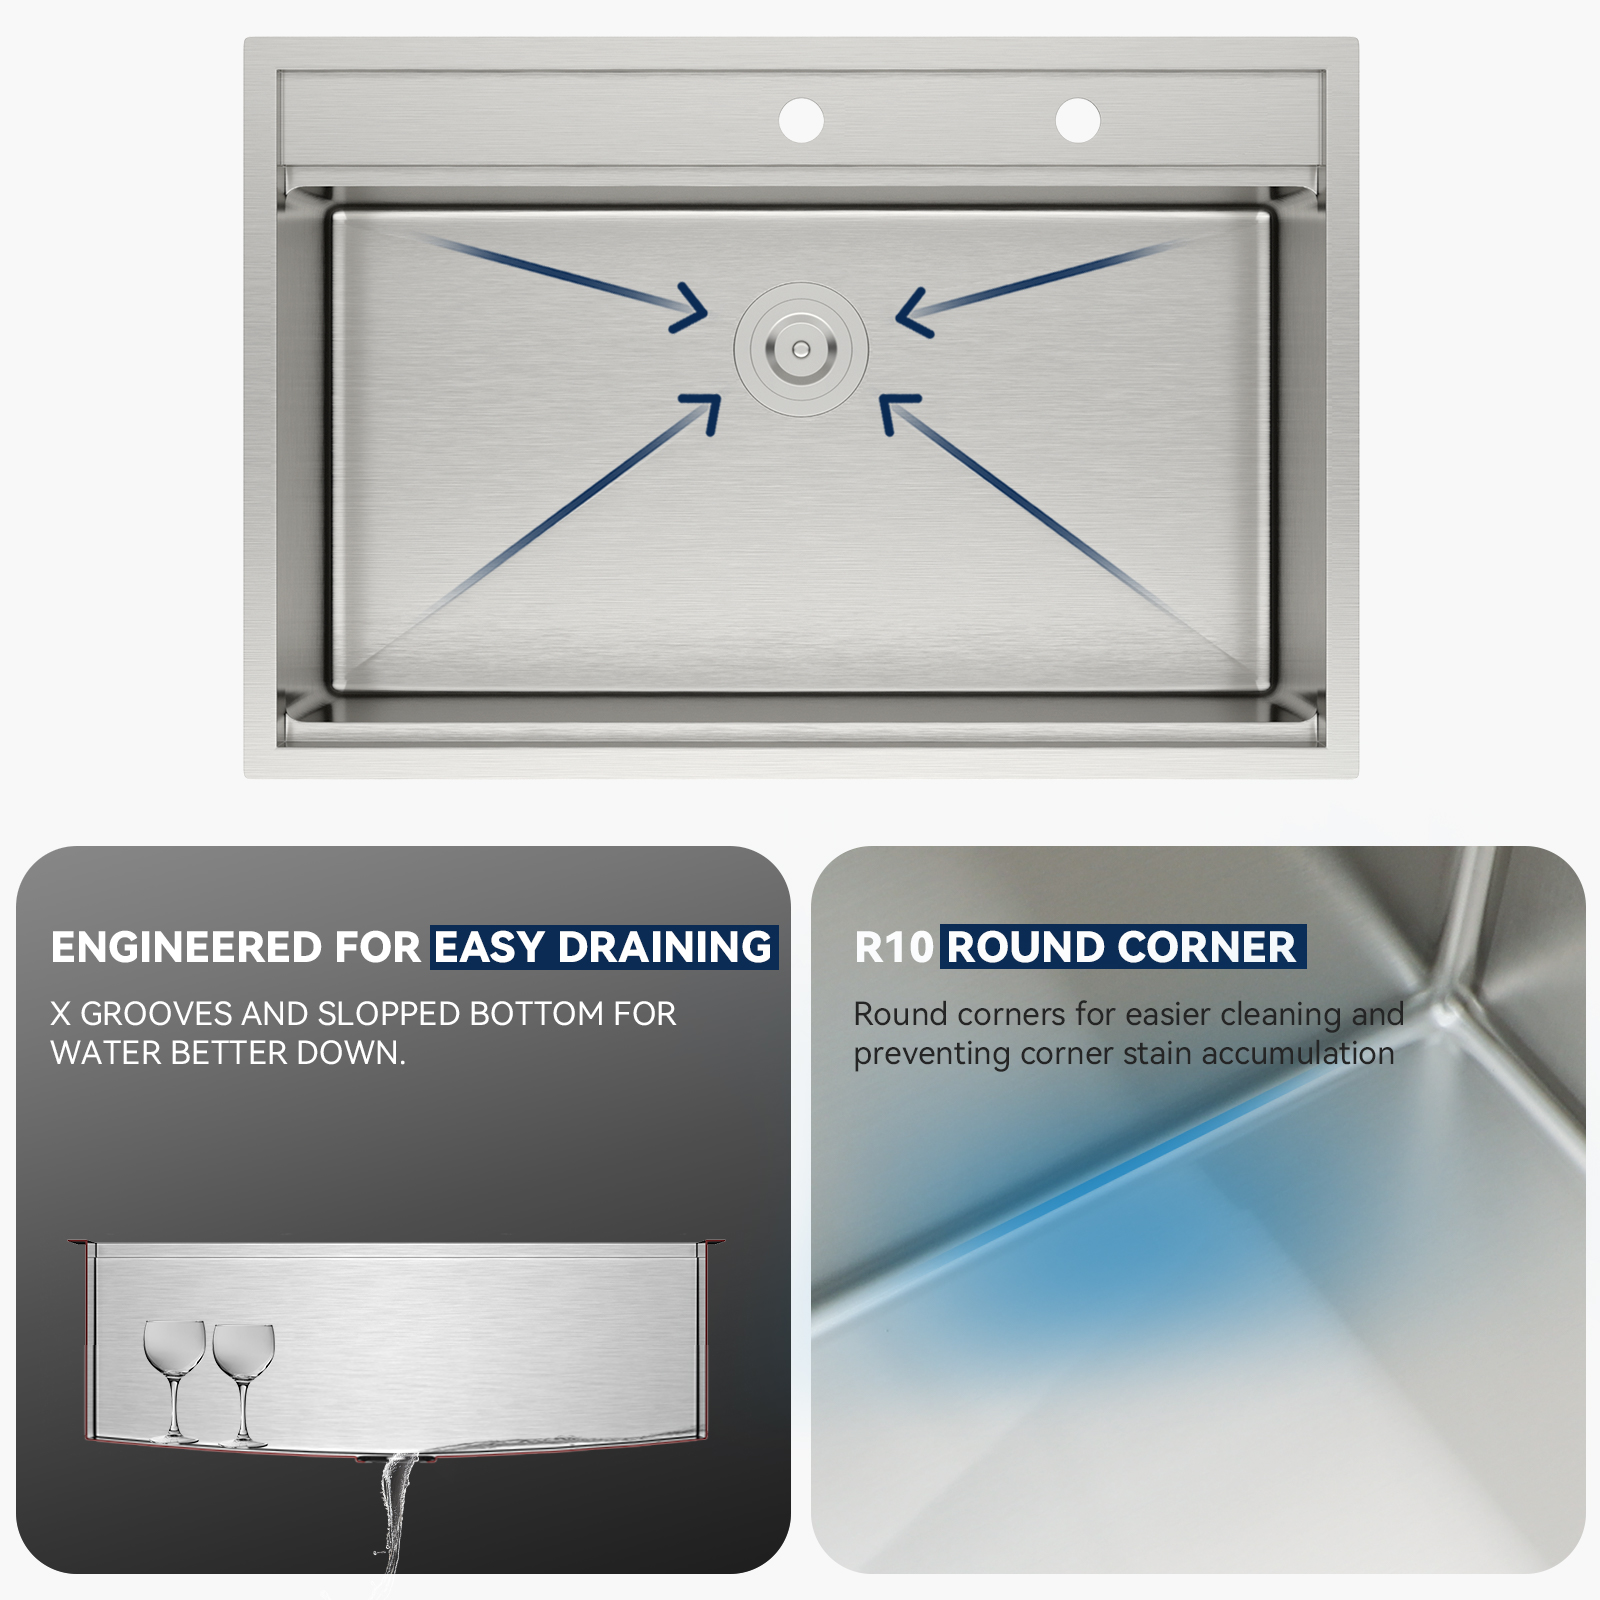 ENGINEERED FOR EASY DRAINING
X GROOVES AND SLOPPED BOTTOM FOR
WATER BETTER DOWN.
R10 ROUND CORNER
Round corners for easier cleaning and
preventing corner stain accumulation